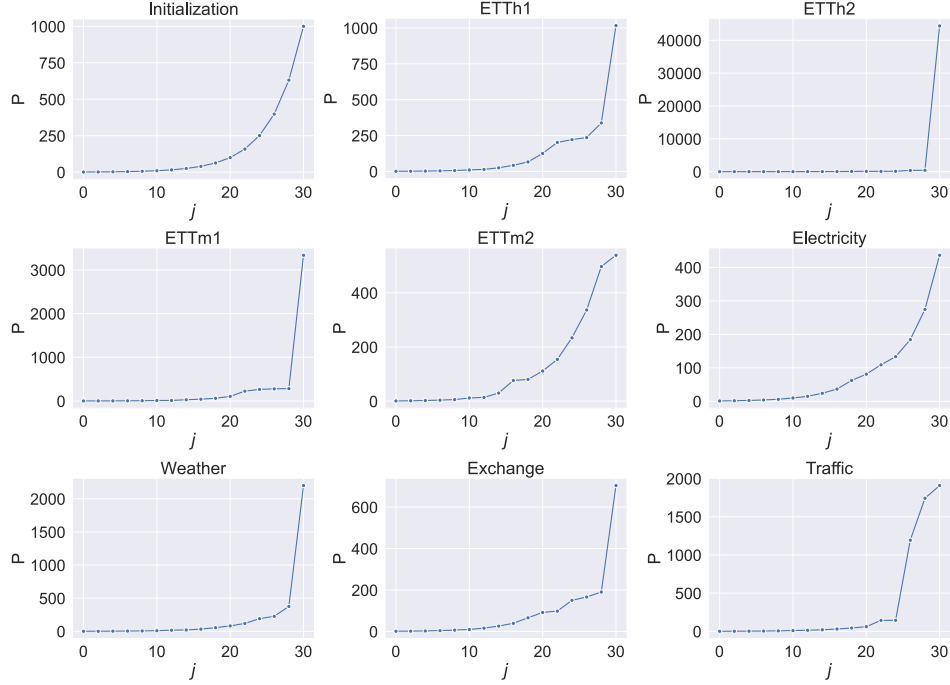 Initialization
1000
750
500
250
0
P
0 10 20 30
j
ETTh1
1000
750
500
250
0
P
0 10 20 30
j
ETTh2
40000
30000
20000
10000
0
P
0 10 20 30
j
ETTm1
3000
2000
1000
0
P
0 10 20 30
j
ETTm2
400
200
0
P
0 10 20 30
j
Electricity
400
300
200
100
0
P
0 10 20 30
j
Weather
2000
1500
1000
500
0
P
0 10 20 30
j
Exchange
600
400
200
0
P
0 10 20 30
j
Traffic
2000
1500
1000
500
0
P
0 10 20 30
j